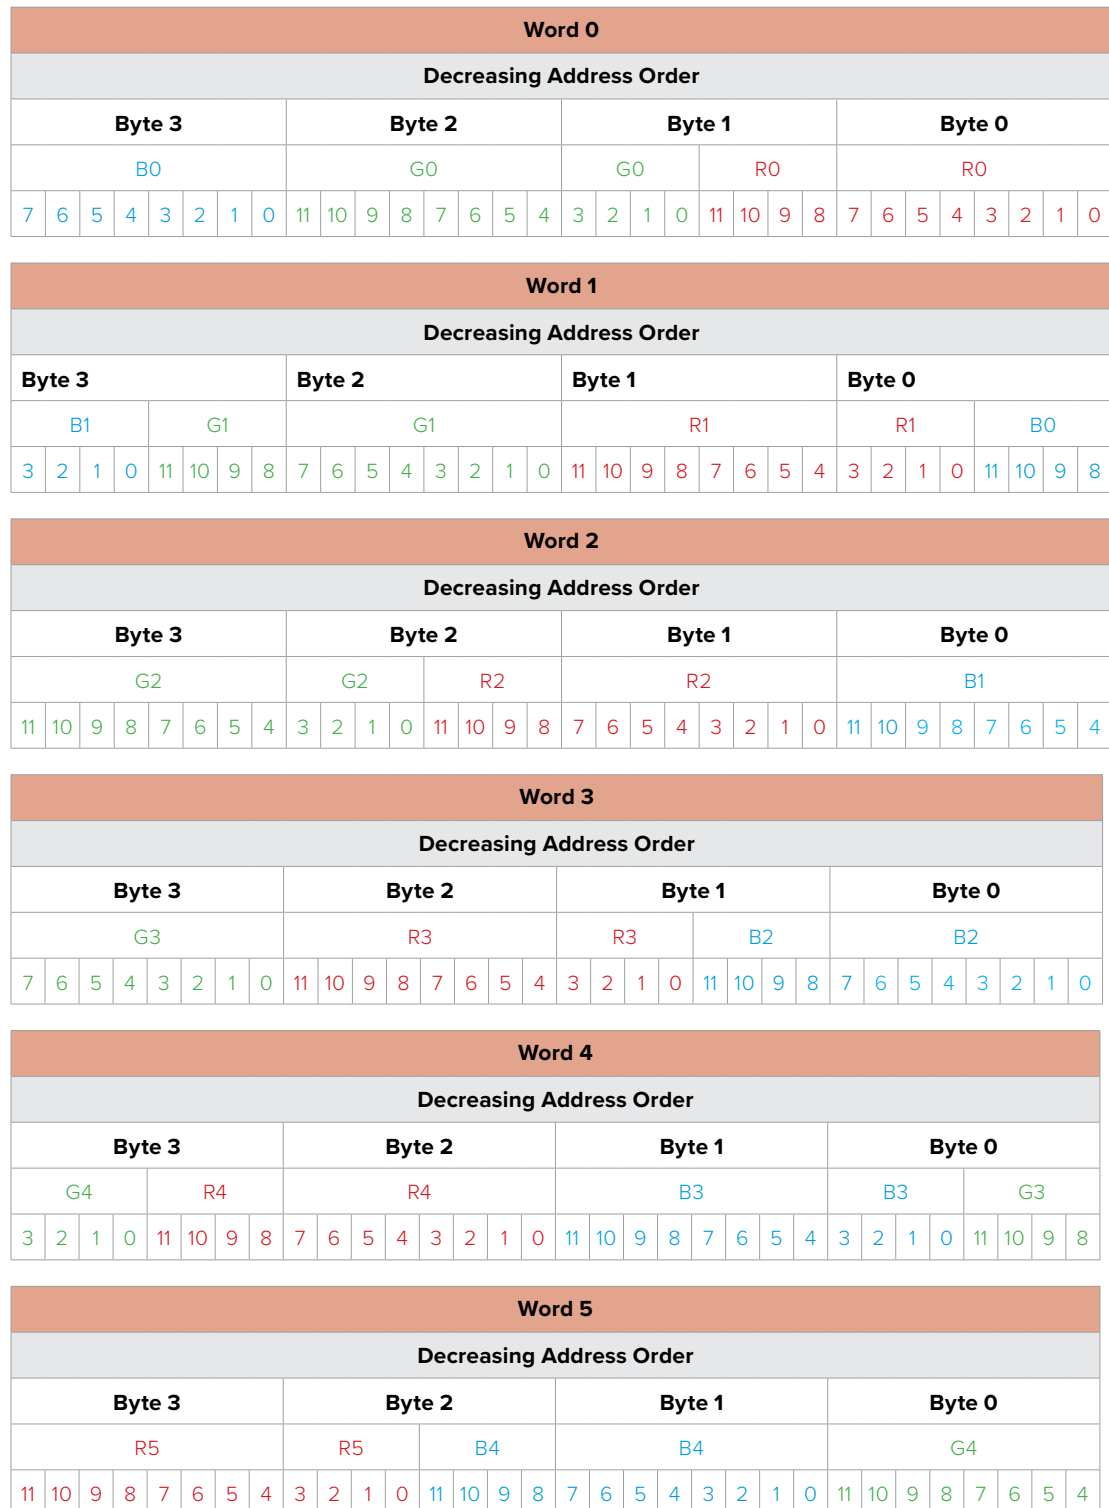 Word 0
Decreasing Address Order
Byte 3 Byte 2 Byte 1 Byte 0
B0 G0 G0 R0 R0
7 6 5 4 3 2 1 0 11 10 9 8 7 6 5 4 3 2 1 0 11 10 9 8 7 6 5 4 3 2 1 0
Word 1
Decreasing Address Order
Byte 3 Byte 2 Byte 1 Byte 0
B1 G1 G1 R1 R1 B0
3 2 1 0 11 10 9 8 7 6 5 4 3 2 1 0 11 10 9 8 7 6 5 4 3 2 1 0 11 10 9 8
Word 2
Decreasing Address Order
Byte 3 Byte 2 Byte 1 Byte 0
G2 G2 R2 R2 B1
11 10 9 8 7 6 5 4 3 2 1 0 11 10 9 8 7 6 5 4 3 2 1 0 11 10 9 8 7 6 5 4
Word 3
Decreasing Address Order
Byte 3 Byte 2 Byte 1 Byte 0
G3 R3 R3 B2 B2
7 6 5 4 3 2 1 0 11 10 9 8 7 6 5 4 3 2 1 0 11 10 9 8 7 6 5 4 3 2 1 0
Word 4
Decreasing Address Order
Byte 3 Byte 2 Byte 1 Byte 0
G4 R4 R4 B3 B3 G3
3 2 1 0 11 10 9 8 7 6 5 4 3 2 1 0 11 10 9 8 7 6 5 4 3 2 1 0 11 10 9 8
Word 5
Decreasing Address Order
Byte 3 Byte 2 Byte 1 Byte 0
R5 R5 B4 B4 G4
11 10 9 8 7 6 5 4 3 2 1 0 11 10 9 8 7 6 5 4 3 2 1 0 11 10 9 8 7 6 5 4